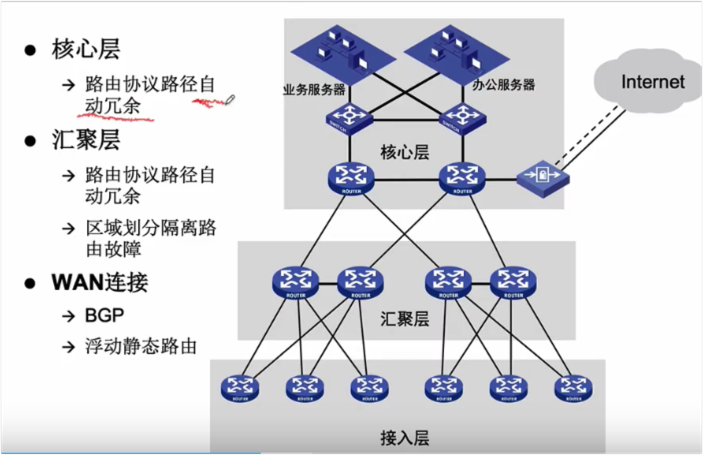 ● 核心层
→ 路由协议路径自
动冗余
● 汇聚层
→ 路由协议路径自
动冗余
→ 区域划分隔离路
由故障
● WAN连接
→ BGP
→ 浮动静态路由
业务服务器
办公服务器
SWITCH
SWITCH
核心层
ROUTER
ROUTER
Internet
ROUTER
ROUTER
ROUTER
ROUTER
汇聚层
ROUTER
ROUTER
ROUTER
ROUTER
ROUTER
ROUTER
接入层